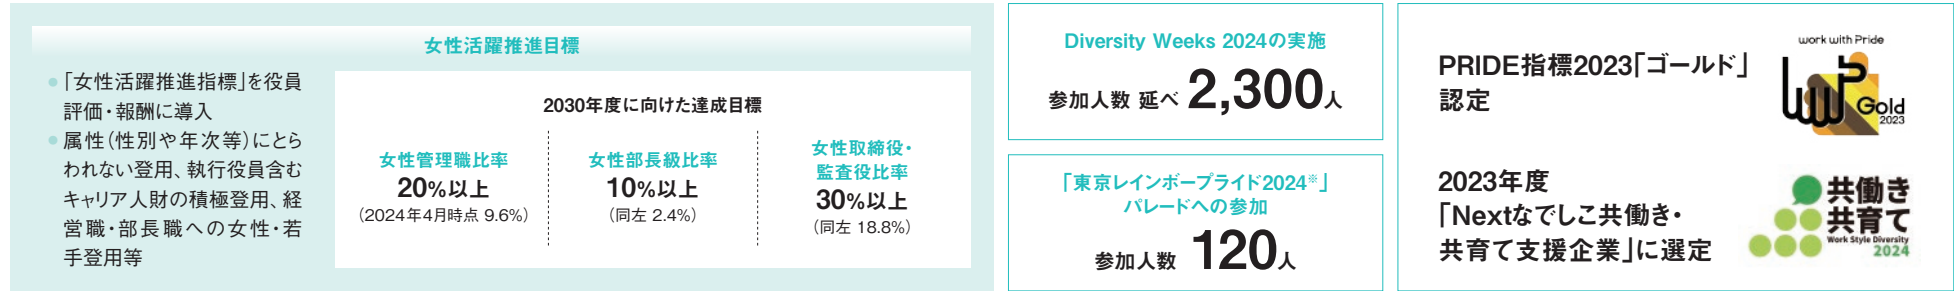 女性活躍推進目標
●「女性活躍推進指標」を役員
評価・報酬に導入
●属性(性別や年次等)にとら
われない登用、執行役員含む
キャリア人財の積極登用、経
営職・部長職への女性・若
手登用等
2030年度に向けた達成目標
女性管理職比率
20%以上
(2024年4月時点 9.6%)
女性部長級比率
10%以上
(同左 2.4%)
女性取締役・
監査役比率
30%以上
(同左 18.8%)
Diversity Weeks 2024の実施
参加人数 延べ 2,300人
「東京レインボープライド2024※」
パレードへの参加
参加人数 120人
PRIDE指標2023「ゴールド」
認定
work with Pride
wwP
Gold
2023
2023年度
「Nextなでしこ共働き・
共育て支援企業」に選定
共働き
共育て
Work Style Diversity
2024